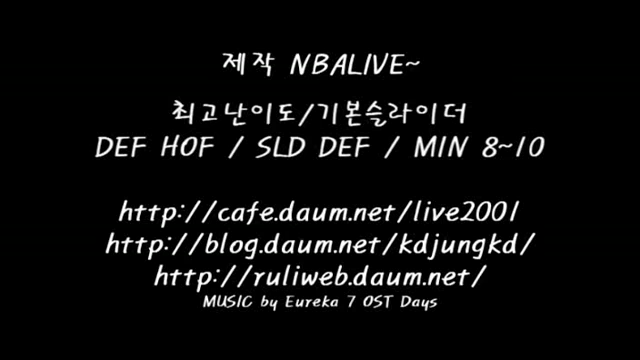 제작 NBALIVE~
최고난이도/기본슬라이더
DEF HOF / SLD DEF / MIN 8~10
http://cafe.daum.net/live2001
http://blog.daum.net/kdjungkd/
http://ruliweb.daum.net/
MUSIC by Eureka 7 OST Days